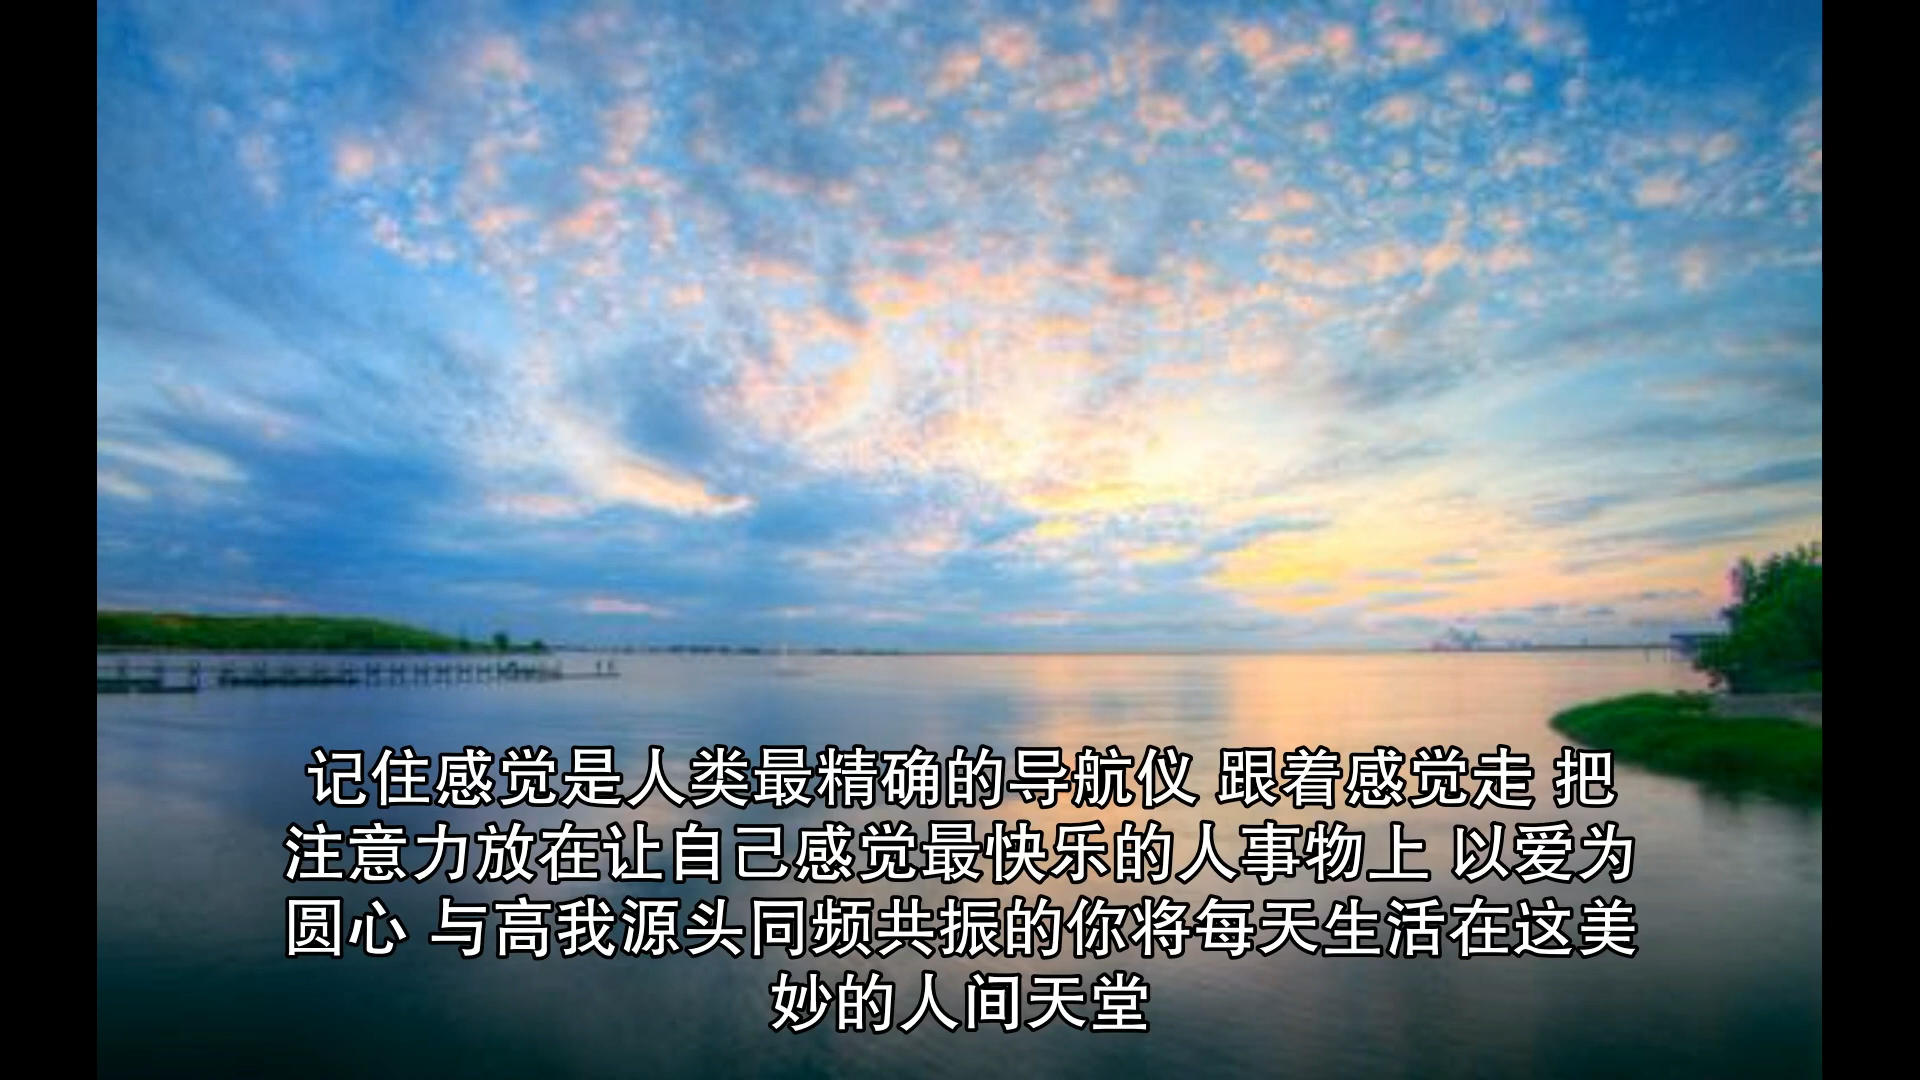 记住感觉是人类最精确的导航仪 跟着感觉走 把
注意力放在让自己感觉最快乐的人事物上 以爱为
圆心 与高我源头同频共振的你将每天生活在这美
妙的人间天堂